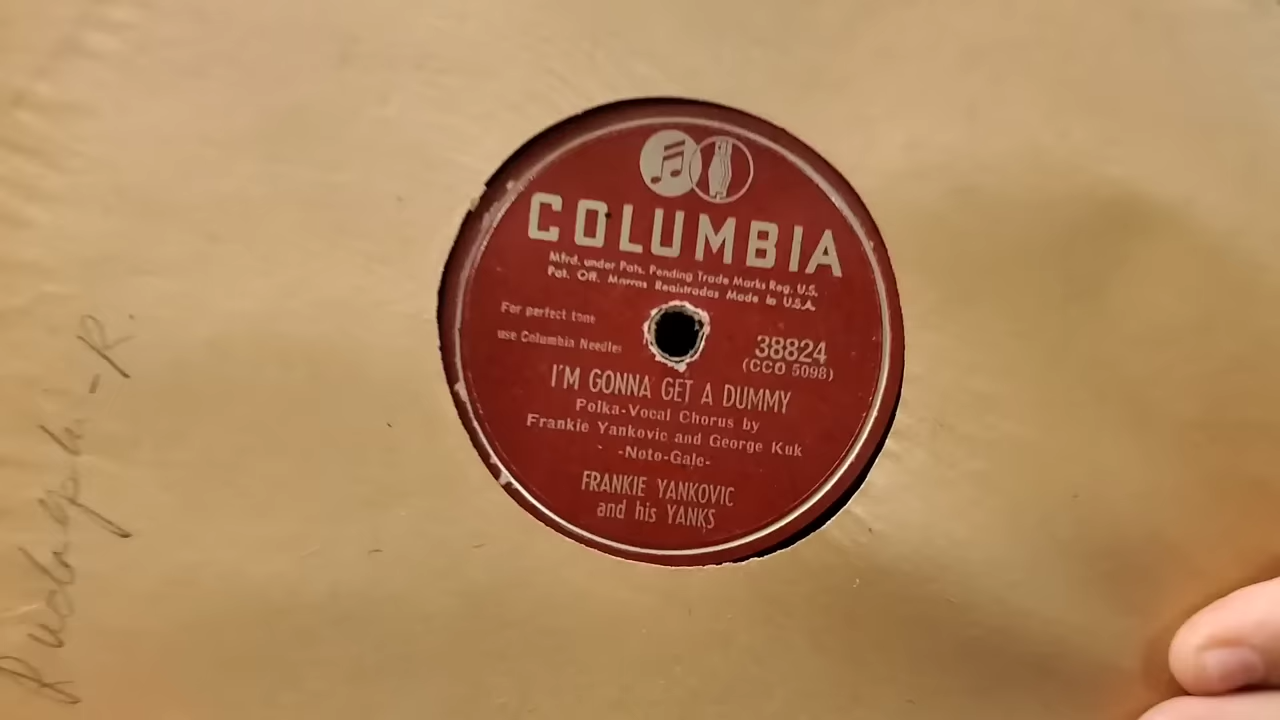 COLUMBIA
Mfrd. under Pats. Pending Trade Marks Reg. U.S.
Pat. Off. Marcas Registradas Made in U.S.A.
For perfect tone
use Columbia Needles
38824
(CCO 5098)
I'M GONNA GET A DUMMY
Polka-Vocal Chorus by
Frankie Yankovic and George Kuk
-Noto-Gale-
FRANKIE YANKOVIC
and his YANKS